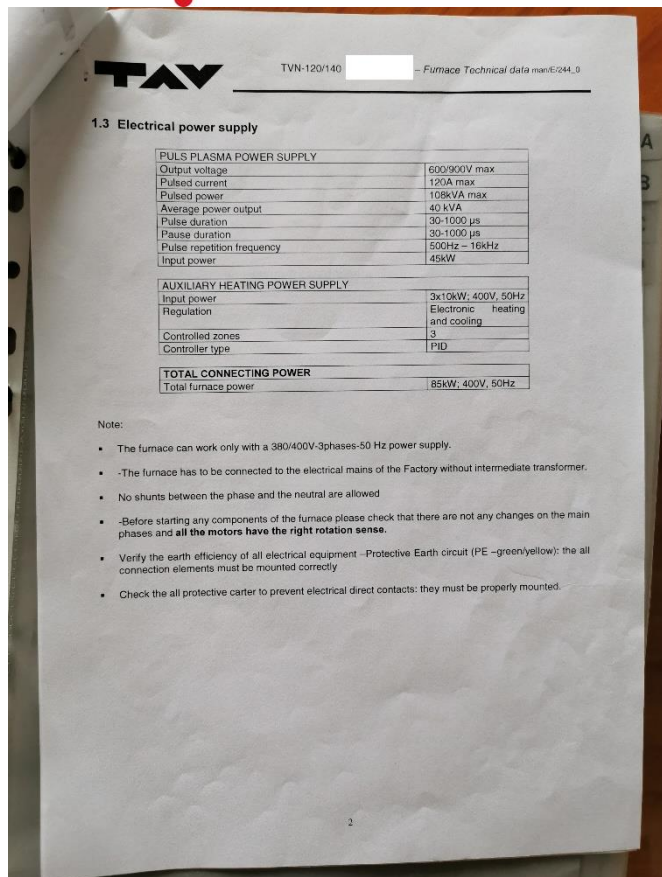 TAV
TVN-120/140 – Furnace Technical data man/E/244_0
1.3 Electrical power supply
PULS PLASMA POWER SUPPLY
Output voltage 600/900V max
Pulsed current 120A max
Pulsed power 108kVA max
Average power output 40 kVA
Pulse duration 30-1000 µs
Pause duration 30-1000 µs
Pulse repetition frequency 500Hz – 16kHz
Input power 45kW
AUXILIARY HEATING POWER SUPPLY
Input power 3x10kW; 400V, 50Hz
Regulation Electronic heating
and cooling
Controlled zones 3
Controller type PID
TOTAL CONNECTING POWER
Total furnace power 85kW; 400V, 50Hz
Note:
▪ The furnace can work only with a 380/400V-3phases-50 Hz power supply.
▪ -The furnace has to be connected to the electrical mains of the Factory without intermediate transformer.
▪ No shunts between the phase and the neutral are allowed
▪ -Before starting any components of the furnace please check that there are not any changes on the main
phases and all the motors have the right rotation sense.
▪ Verify the earth efficiency of all electrical equipment –Protective Earth circuit (PE –green/yellow): the all
connection elements must be mounted correctly
▪ Check the all protective carter to prevent electrical direct contacts: they must be properly mounted.
2
A
B